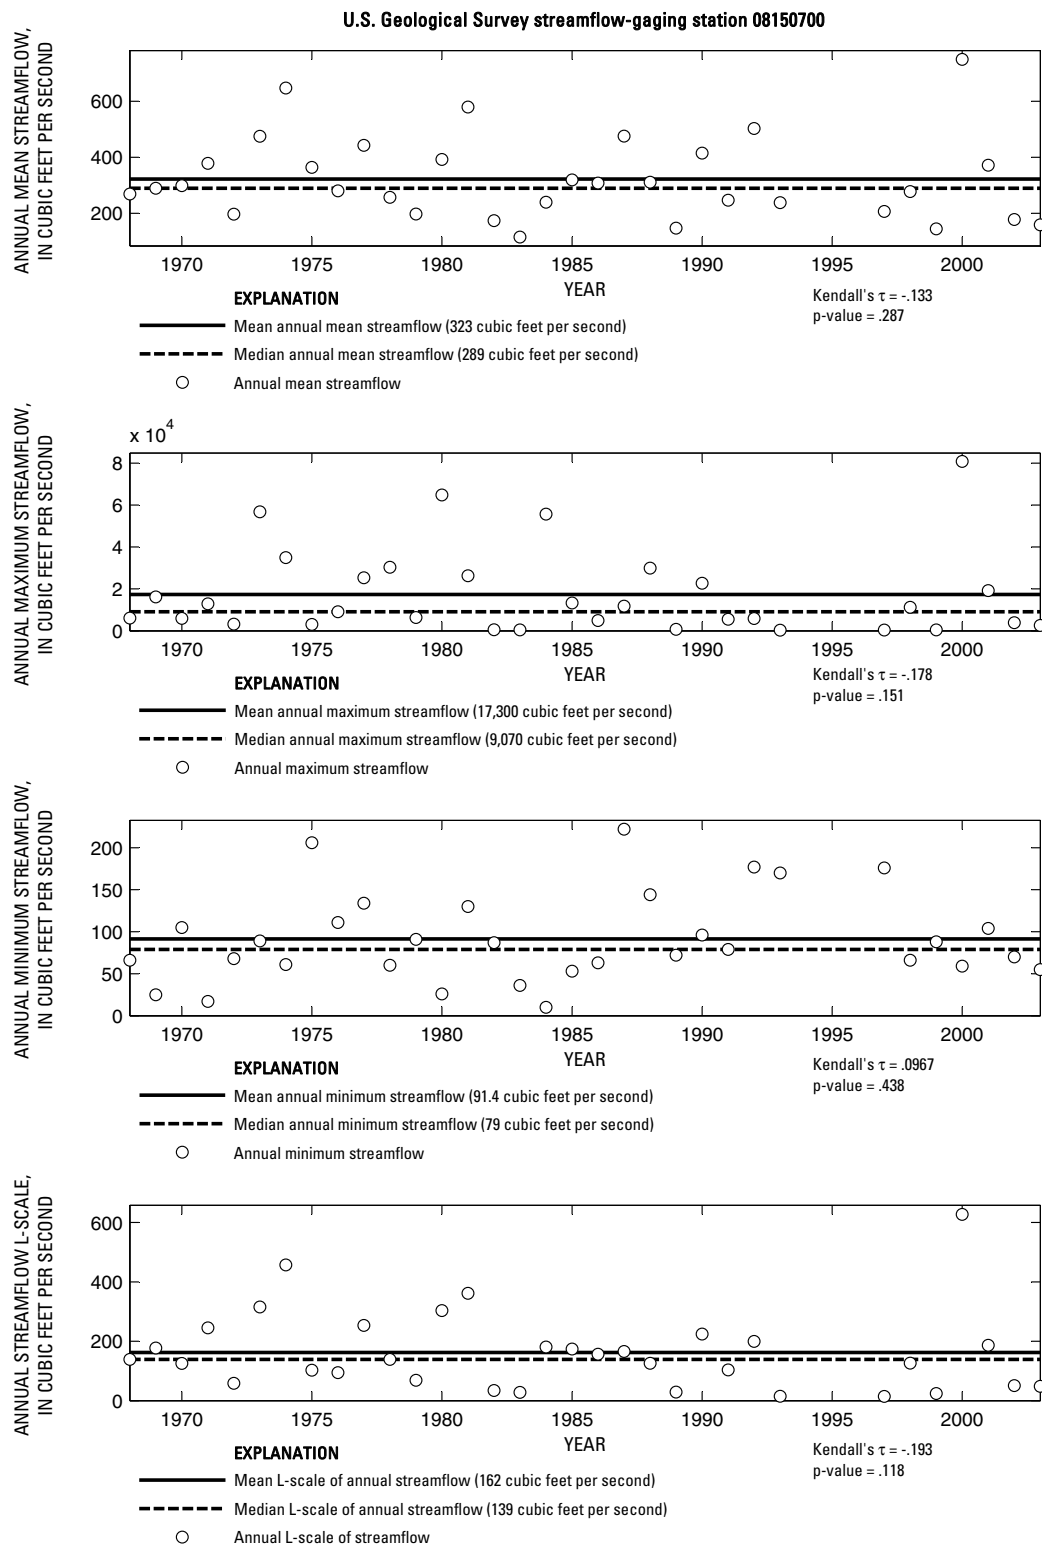 U.S. Geological Survey streamflow-gaging station 08150700
ANNUAL MEAN STREAMFLOW,
IN CUBIC FEET PER SECOND
600
400
200
1970 1975 1980 1985 1990 1995 2000
YEAR
Kendall's τ = -.133
p-value = .287
EXPLANATION
Mean annual mean streamflow (323 cubic feet per second)
Median annual mean streamflow (289 cubic feet per second)
Annual mean streamflow
ANNUAL MAXIMUM STREAMFLOW,
IN CUBIC FEET PER SECOND
x 10^4
8
6
4
2
0
1970 1975 1980 1985 1990 1995 2000
YEAR
Kendall's τ = -.178
p-value = .151
EXPLANATION
Mean annual maximum streamflow (17,300 cubic feet per second)
Median annual maximum streamflow (9,070 cubic feet per second)
Annual maximum streamflow
ANNUAL MINIMUM STREAMFLOW,
IN CUBIC FEET PER SECOND
200
150
100
50
0
1970 1975 1980 1985 1990 1995 2000
YEAR
Kendall's τ = .0967
p-value = .438
EXPLANATION
Mean annual minimum streamflow (91.4 cubic feet per second)
Median annual minimum streamflow (79 cubic feet per second)
Annual minimum streamflow
ANNUAL STREAMFLOW L-SCALE,
IN CUBIC FEET PER SECOND
600
400
200
0
1970 1975 1980 1985 1990 1995 2000
YEAR
Kendall's τ = -.193
p-value = .118
EXPLANATION
Mean L-scale of annual streamflow (162 cubic feet per second)
Median L-scale of annual streamflow (139 cubic feet per second)
Annual L-scale of streamflow